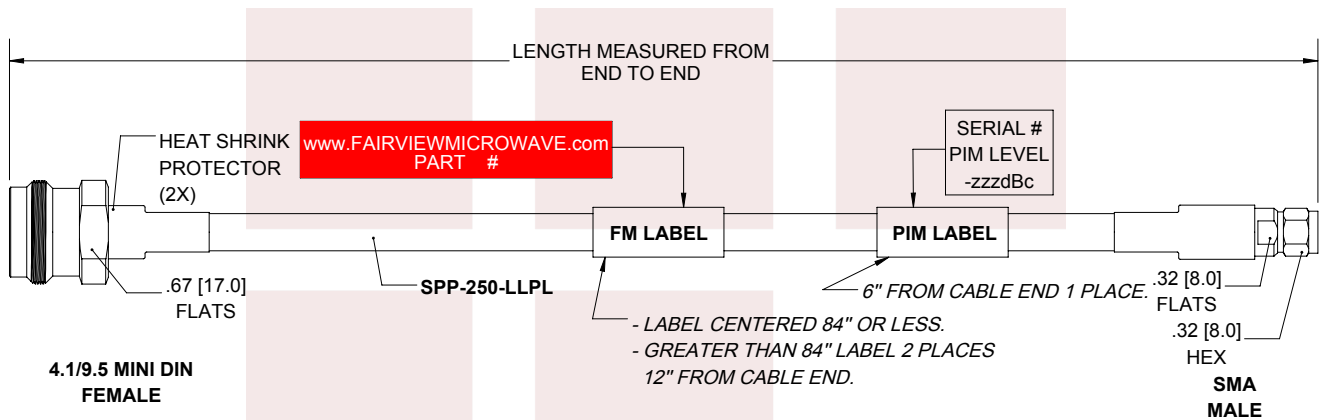 LENGTH MEASURED FROM
END TO END
HEAT SHRINK
PROTECTOR
(2X)
www.FAIRVIEWMICROWAVE.com
PART #
SERIAL #
PIM LEVEL
-zzzdBc
FM LABEL
PIM LABEL
.67 [17.0]
FLATS
SPP-250-LLPL
- LABEL CENTERED 84" OR LESS.
- GREATER THAN 84" LABEL 2 PLACES
12" FROM CABLE END.
6" FROM CABLE END 1 PLACE.
.32 [8.0]
FLATS
.32 [8.0]
HEX
4.1/9.5 MINI DIN
FEMALE
SMA
MALE